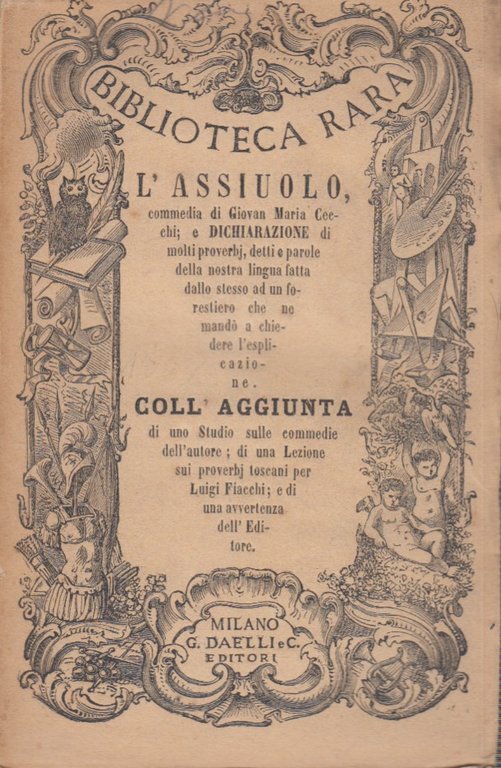 BIBLIOTECA RARA
L' ASSIUOLO,
commedia di Giovan Maria Cec-
chi; e DICHIARAZIONE di
molti proverbj, detti e parole
della nostra lingua fatta
dallo stesso ad un fo-
restiero che ne
mandò a chie-
dere l'espli-
cazio-
ne.
COLL' AGGIUNTA
di uno Studio sulle commedie
dell'autore; di una Lezione
sui proverbj toscani per
Luigi Fiacchi; e di
una avvertenza
dell' Edi-
tore.
MILANO
G. DAELLI e C.
EDITORI